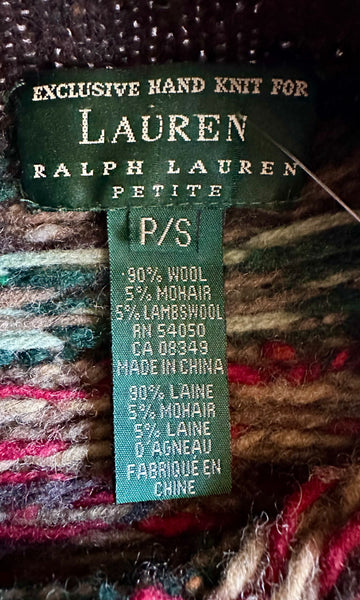 EXCLUSIVE HAND KNIT FOR
LAUREN
RALPH LAUREN
PETITE
P/S
90% WOOL
5% MOHAIR
5% LAMBSWOOL
RN 54050
CA 08349
MADE IN CHINA
90% LAINE
5% MOHAIR
5% LAINE
D'AGNEAU
FABRIQUÉ EN
CHINE